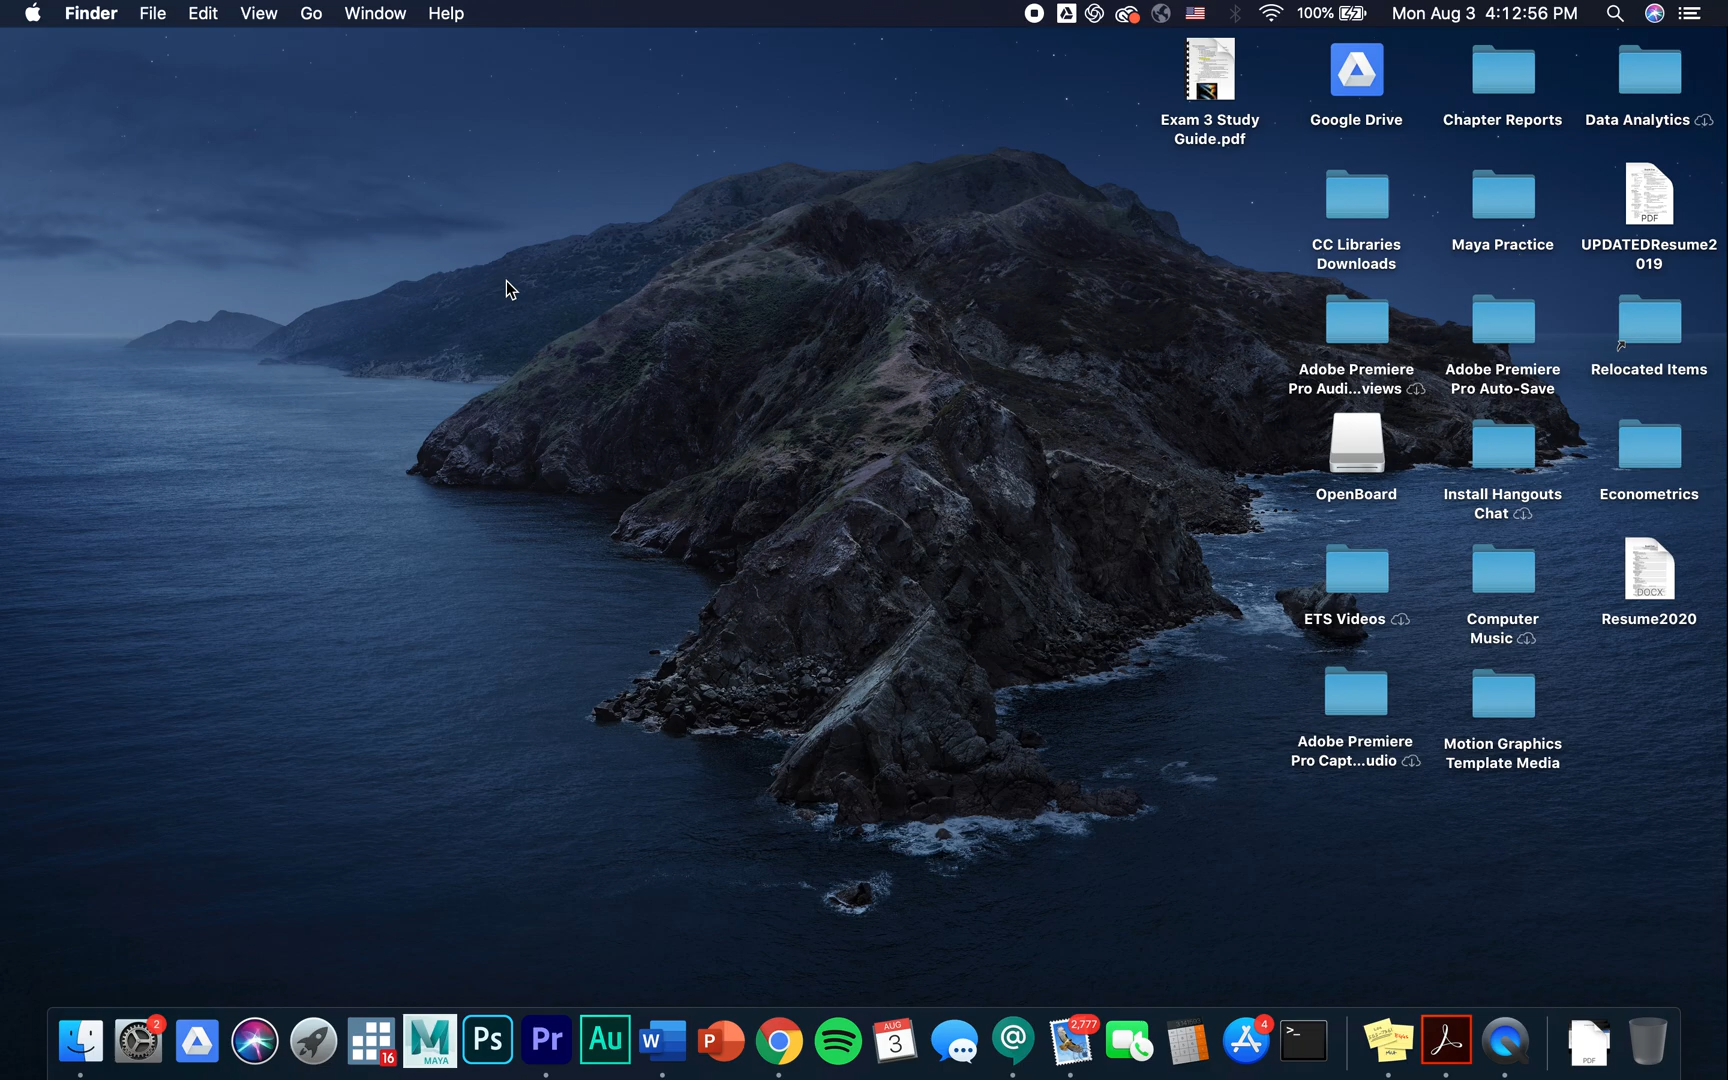 Finder File Edit View Go Window Help 100% Mon Aug 3 4:12:56 PM
Exam 3 Study
Guide.pdf
Google Drive
Chapter Reports
Data Analytics
CC Libraries
Downloads
Maya Practice
PDF
UPDATEDResume2
019
Adobe Premiere
Pro Audi...views
Adobe Premiere
Pro Auto-Save
Relocated Items
OpenBoard
Install Hangouts
Chat
Econometrics
ETS Videos
Computer
Music
DOCX
Resume2020
Adobe Premiere
Pro Capt...udio
Motion Graphics
Template Media
2
16
MAYA
Ps
Pr
Au
W
P
AUG
3
@
2,777
4
>_
PDF